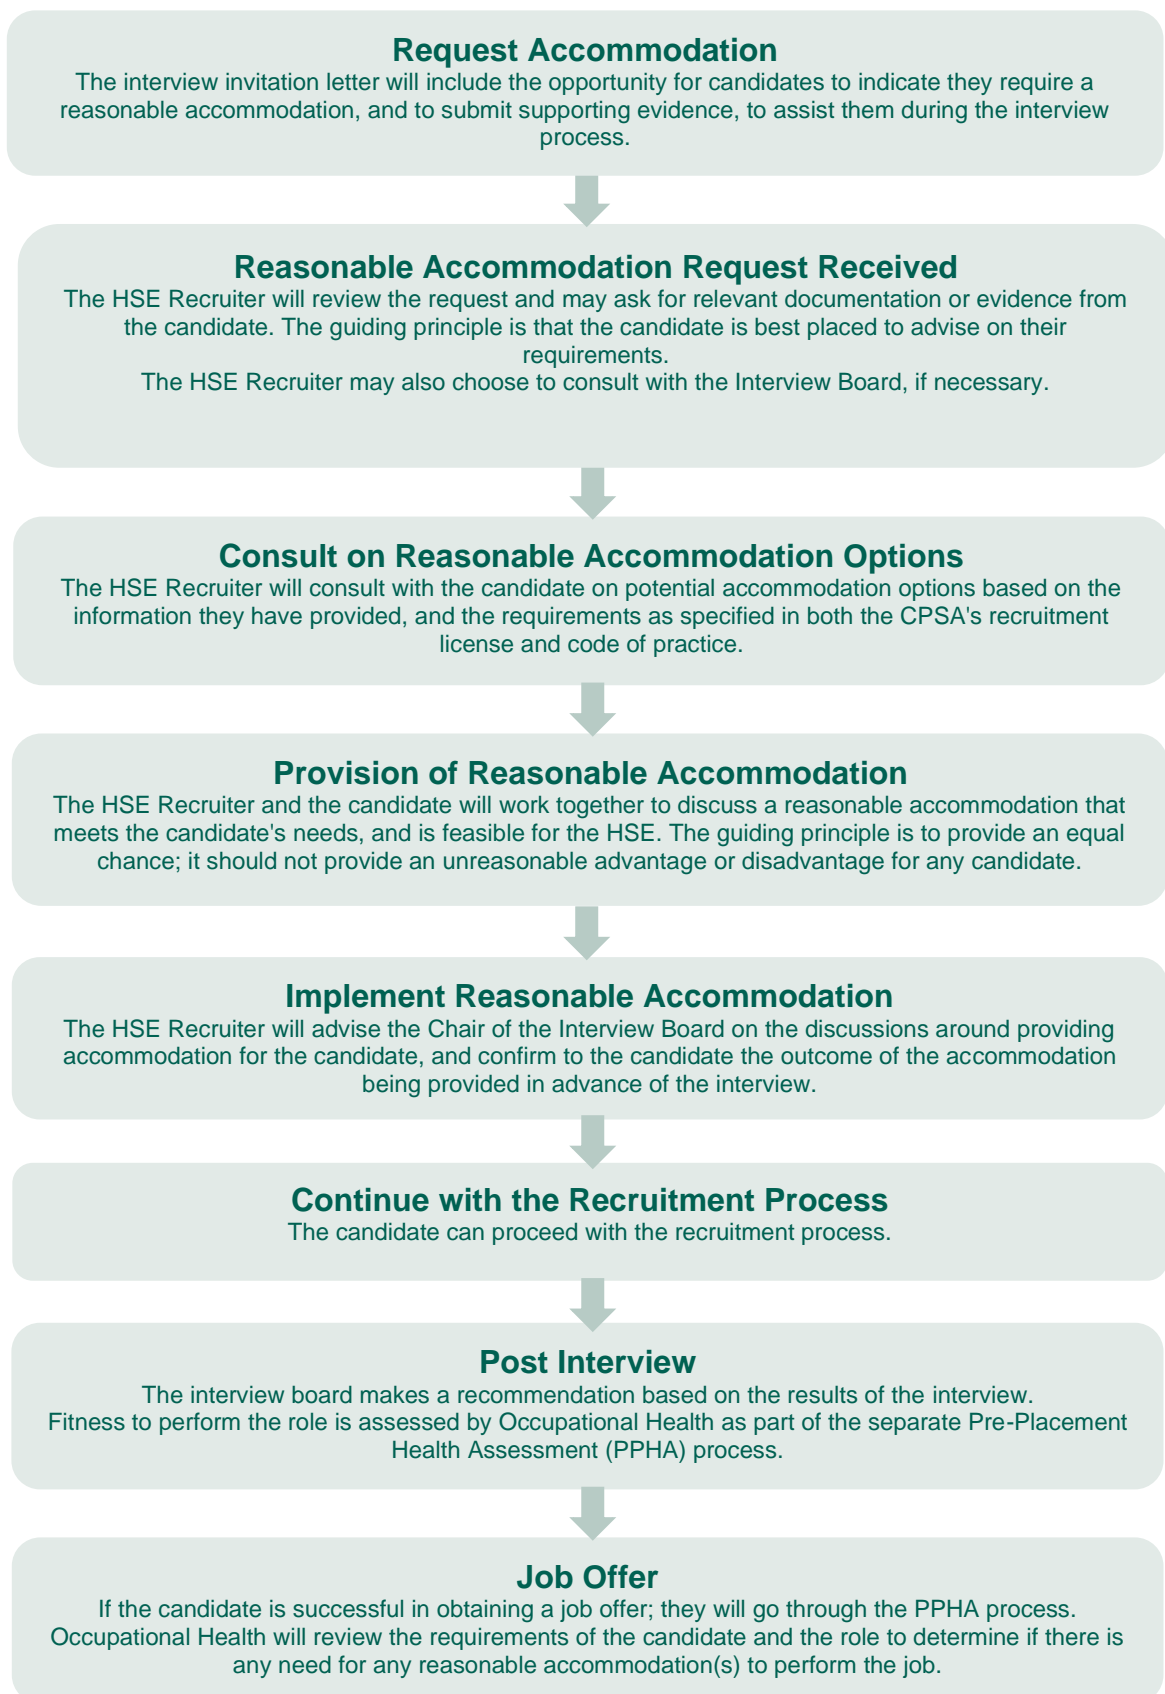 Request Accommodation
The interview invitation letter will include the opportunity for candidates to indicate they require a
reasonable accommodation, and to submit supporting evidence, to assist them during the interview
process.
Reasonable Accommodation Request Received
The HSE Recruiter will review the request and may ask for relevant documentation or evidence from
the candidate. The guiding principle is that the candidate is best placed to advise on their
requirements.
The HSE Recruiter may also choose to consult with the Interview Board, if necessary.
Consult on Reasonable Accommodation Options
The HSE Recruiter will consult with the candidate on potential accommodation options based on the
information they have provided, and the requirements as specified in both the CPSA's recruitment
license and code of practice.
Provision of Reasonable Accommodation
The HSE Recruiter and the candidate will work together to discuss a reasonable accommodation that
meets the candidate's needs, and is feasible for the HSE. The guiding principle is to provide an equal
chance; it should not provide an unreasonable advantage or disadvantage for any candidate.
Implement Reasonable Accommodation
The HSE Recruiter will advise the Chair of the Interview Board on the discussions around providing
accommodation for the candidate, and confirm to the candidate the outcome of the accommodation
being provided in advance of the interview.
Continue with the Recruitment Process
The candidate can proceed with the recruitment process.
Post Interview
The interview board makes a recommendation based on the results of the interview.
Fitness to perform the role is assessed by Occupational Health as part of the separate Pre-Placement
Health Assessment (PPHA) process.
Job Offer
If the candidate is successful in obtaining a job offer; they will go through the PPHA process.
Occupational Health will review the requirements of the candidate and the role to determine if there is
any need for any reasonable accommodation(s) to perform the job.